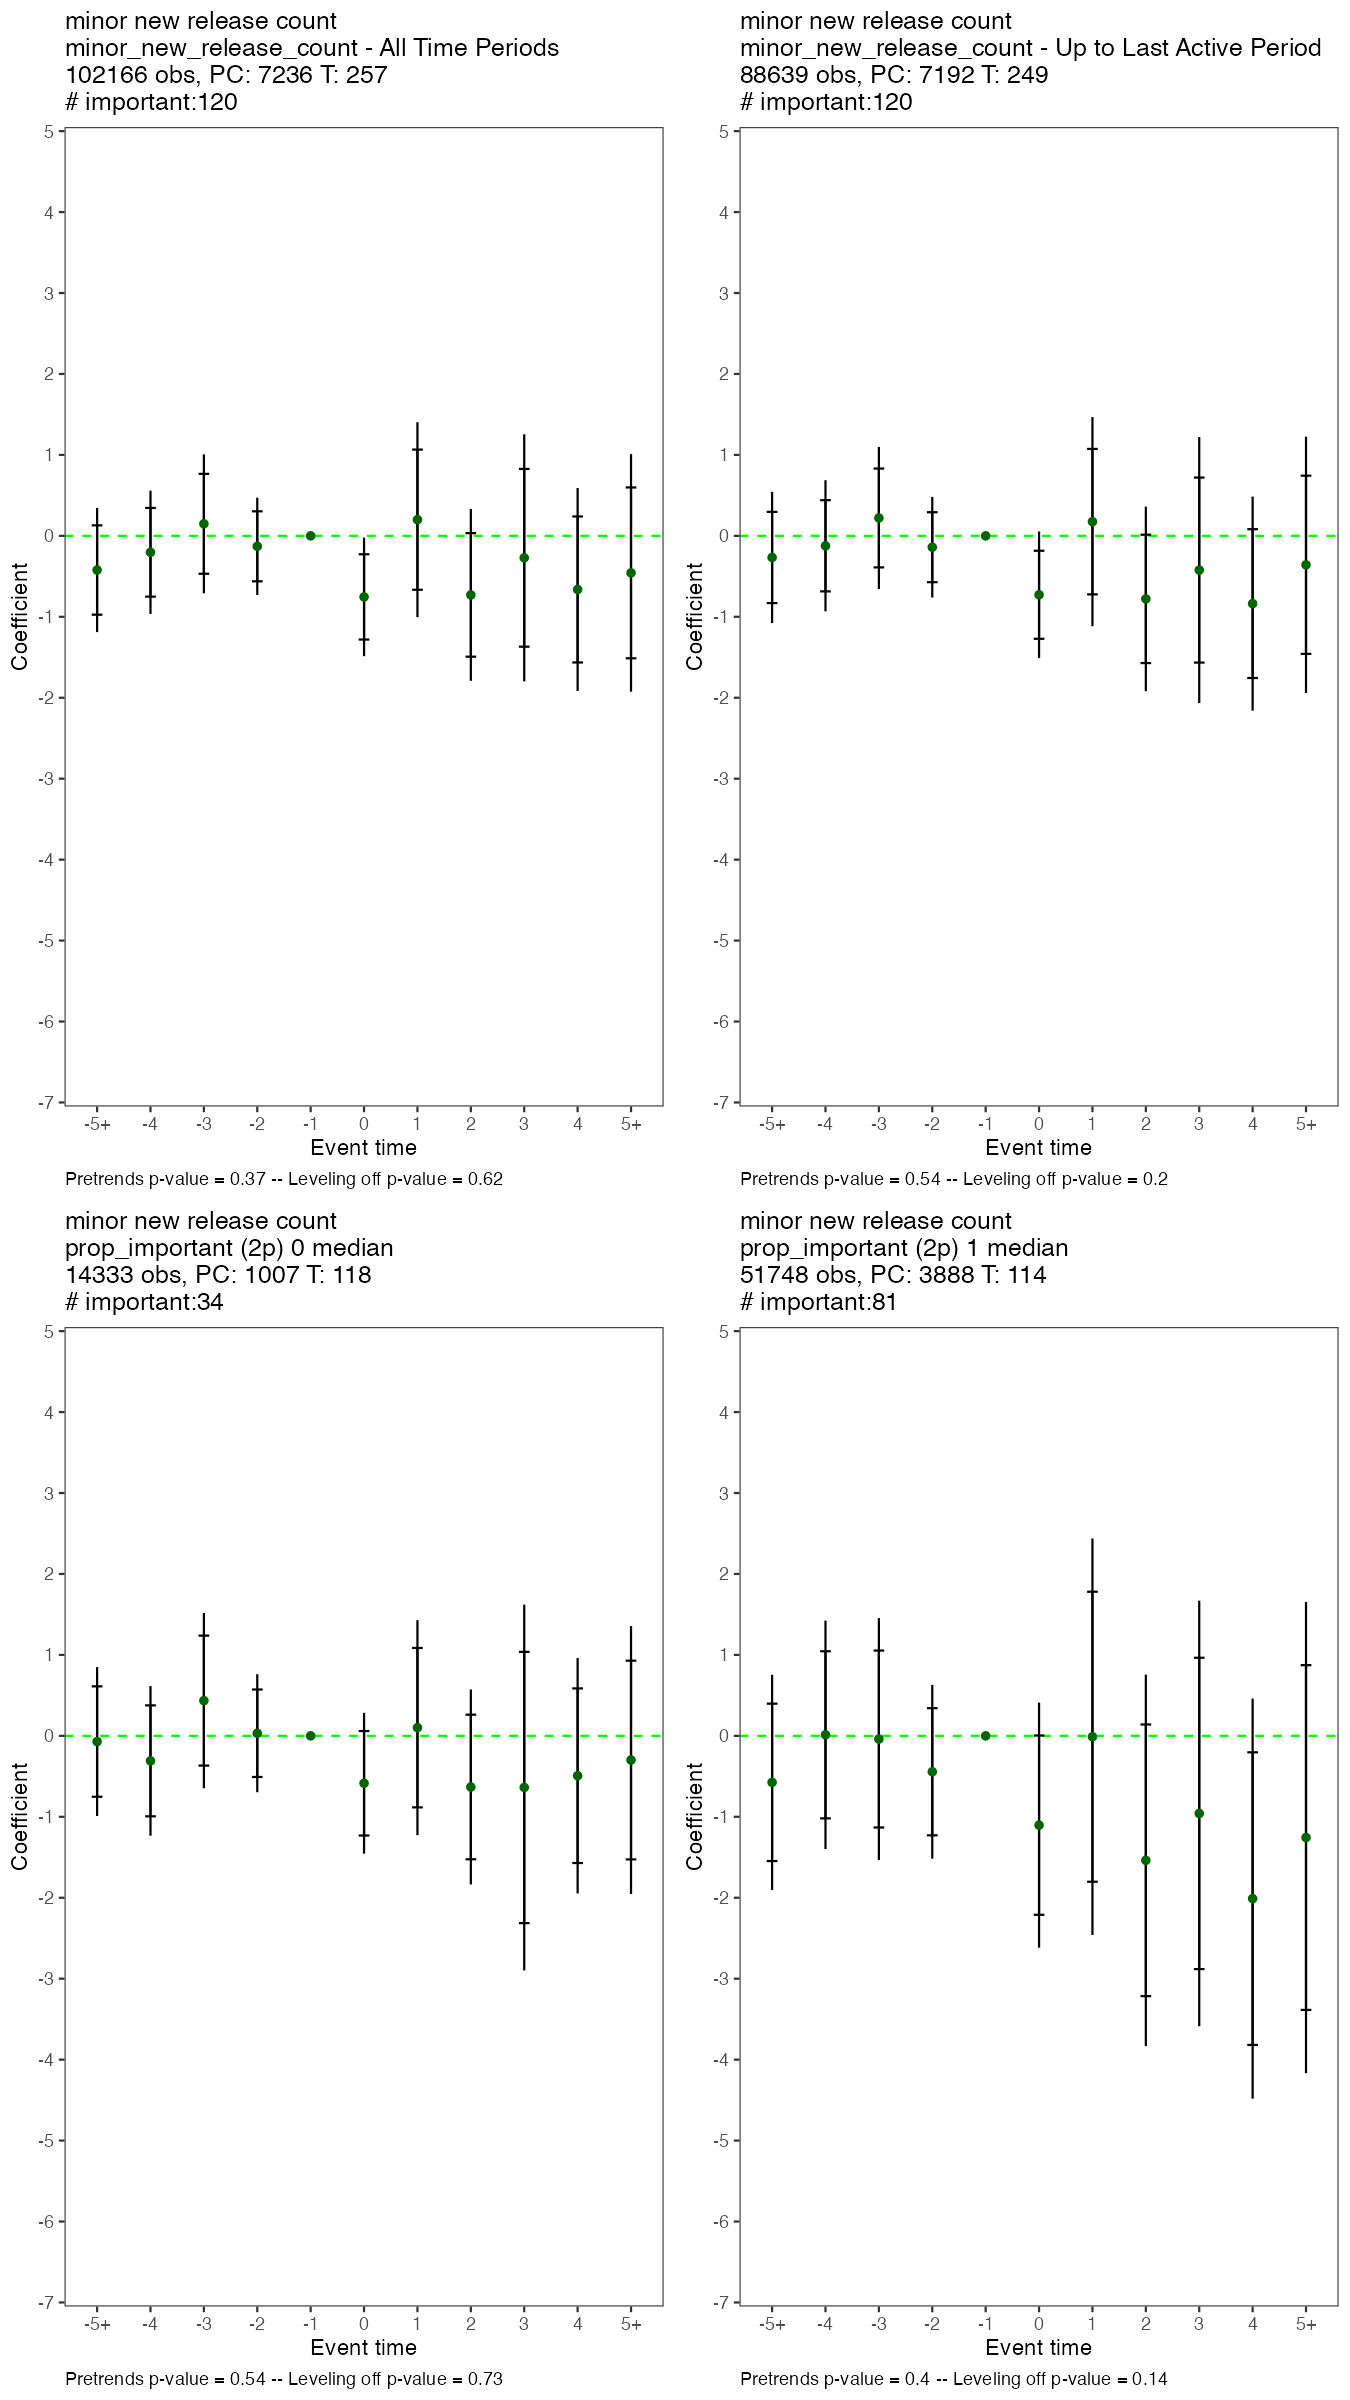 minor new release count
minor_new_release_count - All Time Periods
102166 obs, PC: 7236 T: 257
# important:120
5
4
3
2
1
0
-1
-2
-3
-4
-5
-6
-7
Coefficient
-5+ -4 -3 -2 -1 0 1 2 3 4 5+
Event time
Pretrends p-value = 0.37 -- Leveling off p-value = 0.62
minor new release count
minor_new_release_count - Up to Last Active Period
88639 obs, PC: 7192 T: 249
# important:120
5
4
3
2
1
0
-1
-2
-3
-4
-5
-6
-7
Coefficient
-5+ -4 -3 -2 -1 0 1 2 3 4 5+
Event time
Pretrends p-value = 0.54 -- Leveling off p-value = 0.2
minor new release count
prop_important (2p) 0 median
14333 obs, PC: 1007 T: 118
# important:34
5
4
3
2
1
0
-1
-2
-3
-4
-5
-6
-7
Coefficient
-5+ -4 -3 -2 -1 0 1 2 3 4 5+
Event time
Pretrends p-value = 0.54 -- Leveling off p-value = 0.73
minor new release count
prop_important (2p) 1 median
51748 obs, PC: 3888 T: 114
# important:81
5
4
3
2
1
0
-1
-2
-3
-4
-5
-6
-7
Coefficient
-5+ -4 -3 -2 -1 0 1 2 3 4 5+
Event time
Pretrends p-value = 0.4 -- Leveling off p-value = 0.14